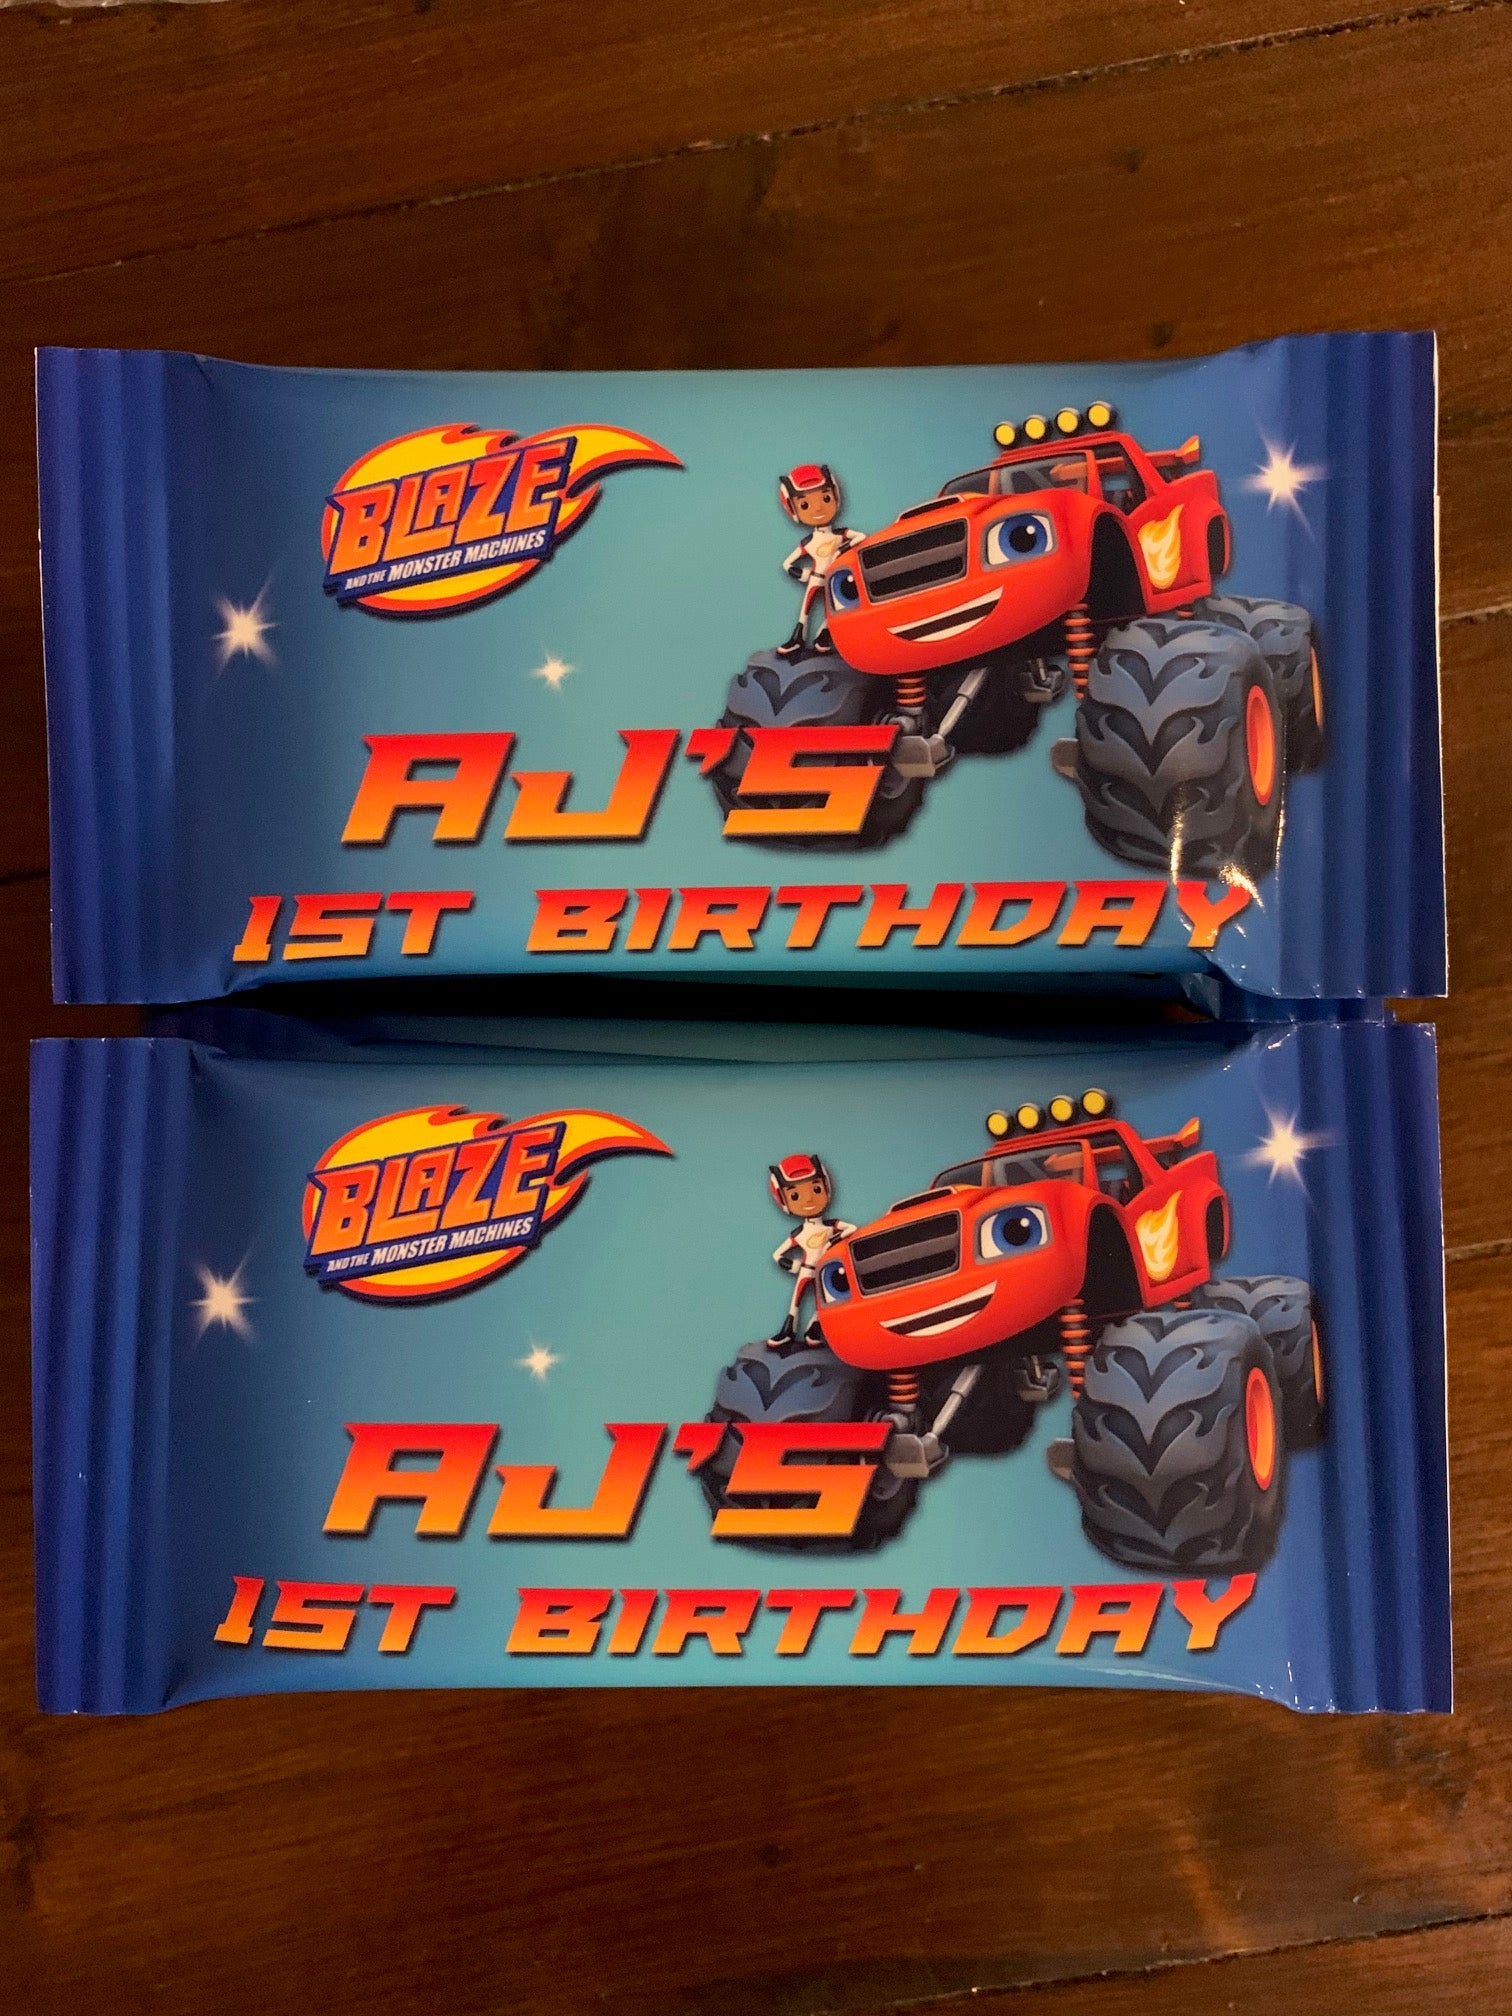 BLAZE
AND THE MONSTER MACHINES
AJ'S
1ST BIRTHDAY
BLAZE
AND THE MONSTER MACHINES
AJ'S
1ST BIRTHDAY